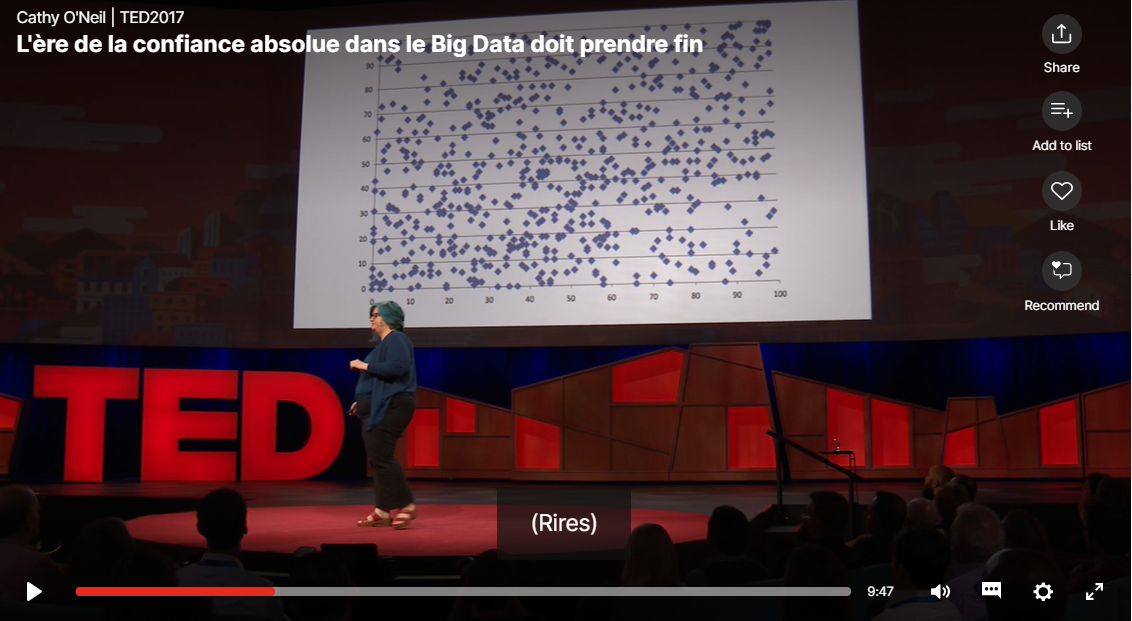 Cathy O'Neil | TED2017
L'ère de la confiance absolue dans le Big Data doit prendre fin
Share
Add to list
Like
Recommend
90
80
70
60
50
40
30
20
10
0
0 10 20 30 40 50 60 70 80 90 100
TED
(Rires)
9:47